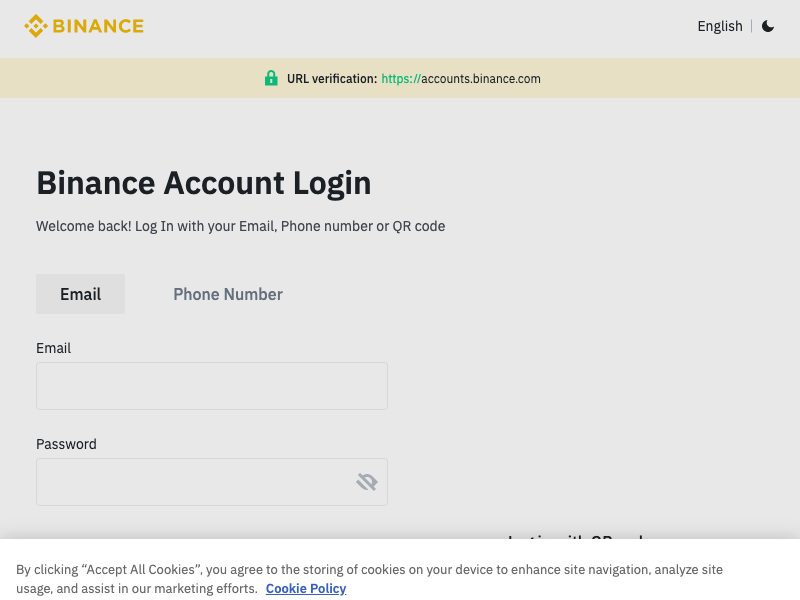 BINANCE
English
URL verification: https://accounts.binance.com
Binance Account Login
Welcome back! Log In with your Email, Phone number or QR code
Email
Phone Number
Email
Password
By clicking “Accept All Cookies”, you agree to the storing of cookies on your device to enhance site navigation, analyze site
usage, and assist in our marketing efforts. Cookie Policy